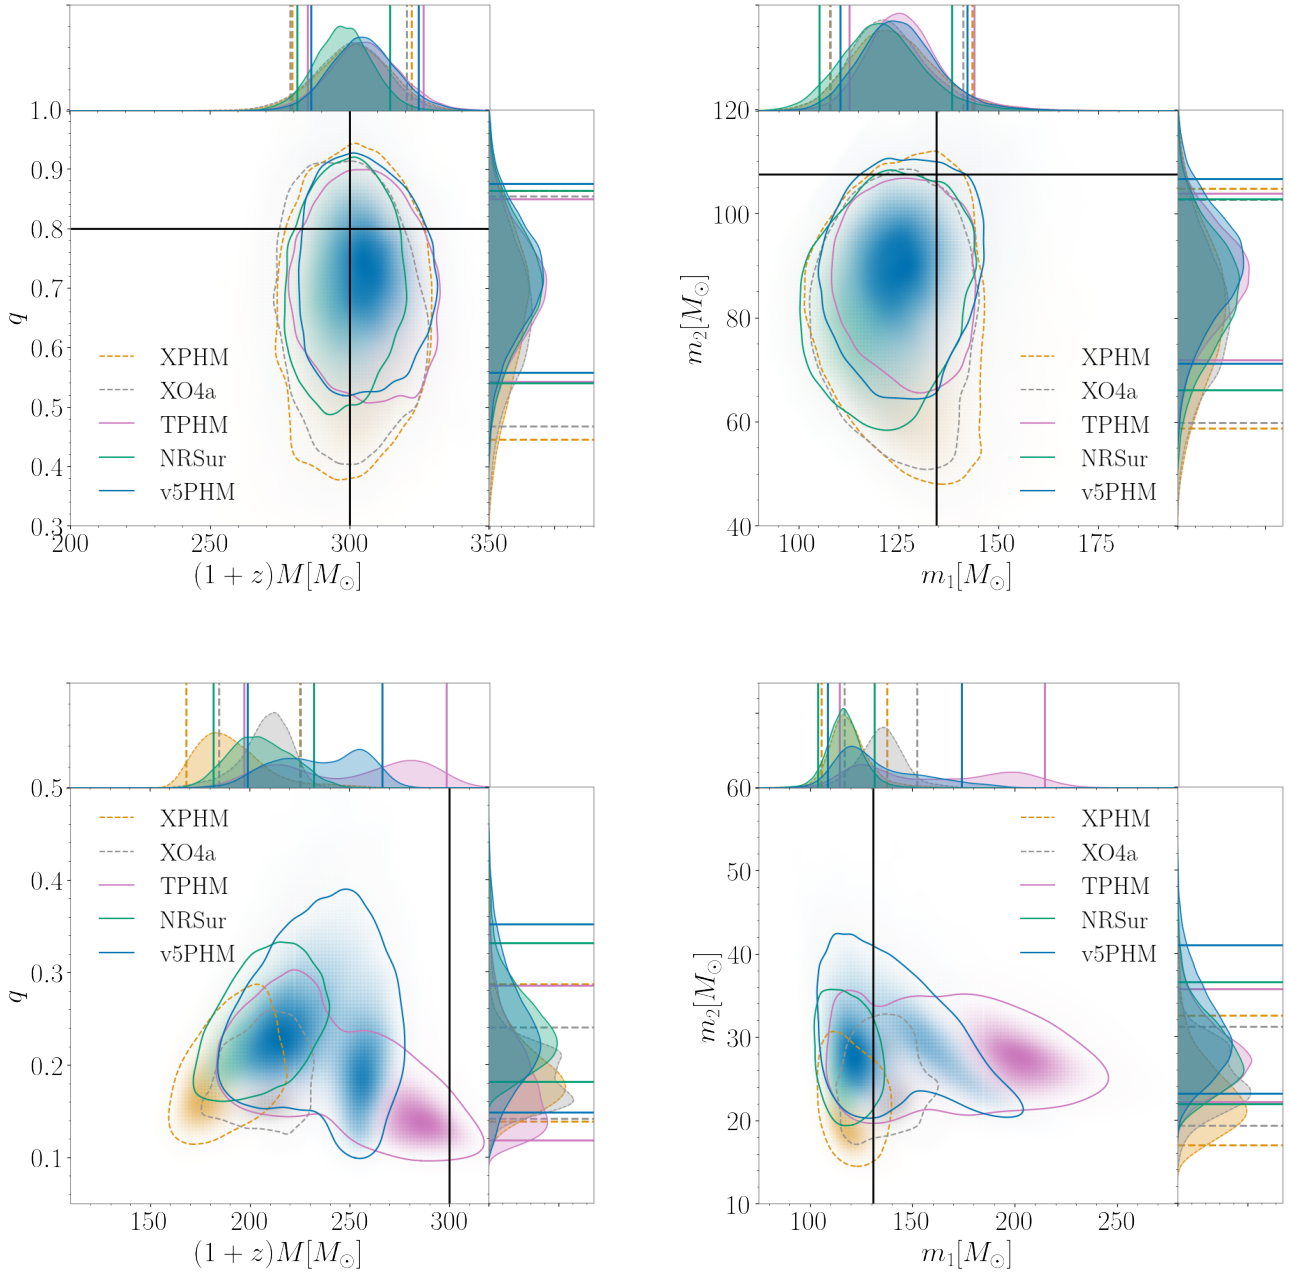 1.0
0.9
0.8
0.7
0.6
0.5
0.4
0.3
q
XPHM
XO4a
TPHM
NRSur
v5PHM
200
250
300
350
(1 + z)M[M⊙]
120
100
80
60
40
m₂[M⊙]
XPHM
XO4a
TPHM
NRSur
v5PHM
100
125
150
175
m₁[M⊙]
0.5
0.4
0.3
0.2
0.1
q
XPHM
XO4a
TPHM
NRSur
v5PHM
150
200
250
300
(1 + z)M[M⊙]
60
50
40
30
20
10
m₂[M⊙]
XPHM
XO4a
TPHM
NRSur
v5PHM
100
150
200
250
m₁[M⊙]